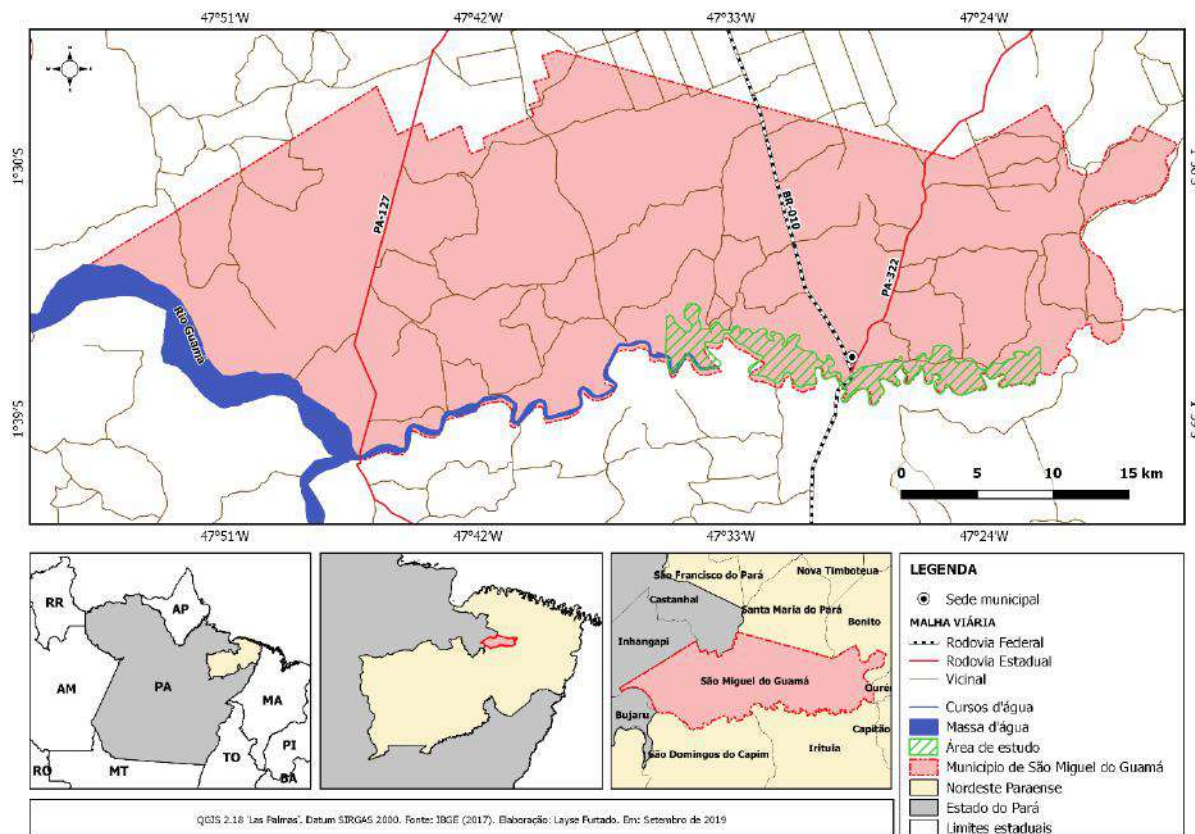 47°51'W 47°42'W 47°33'W 47°24'W
1°30'S
1°39'S
PA-127
BR-010
PA-322
Rio Guamá
0 5 10 15 km
47°51'W 47°42'W 47°33'W 47°24'W
RR
AP
AM
PA
MA
PI
TO
RO
MT
BA
São Francisco do Pará
Nova Timboteua
Castanhal
Santa Maria do Pará
Bonito
Inhangapi
São Miguel do Guamá
Ourém
Bujaru
Capitão
São Domingos do Capim
Irituia
LEGENDA
Sede municipal
MALHA VIÁRIA
Rodovia Federal
Rodovia Estadual
Vicinal
Cursos d'água
Massa d'água
Área de estudo
Município de São Miguel do Guamá
Nordeste Paraense
Estado do Pará
Limites estaduais
QGIS 2.18 'Las Palmas'. Datum SIRGAS 2000. Fonte: IBGE (2017). Elaboração: Layse Furtado. Em: Setembro de 2019